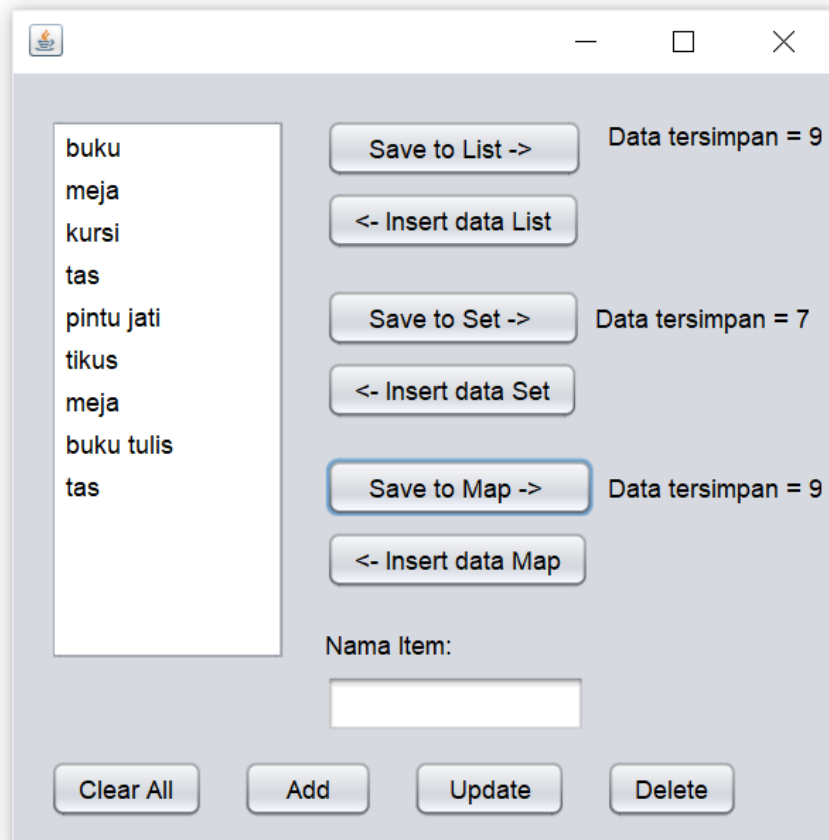 buku
meja
kursi
tas
pintu jati
tikus
meja
buku tulis
tas
Save to List ->
Data tersimpan = 9
<- Insert data List
Save to Set ->
Data tersimpan = 7
<- Insert data Set
Save to Map ->
Data tersimpan = 9
<- Insert data Map
Nama Item:
Clear All
Add
Update
Delete